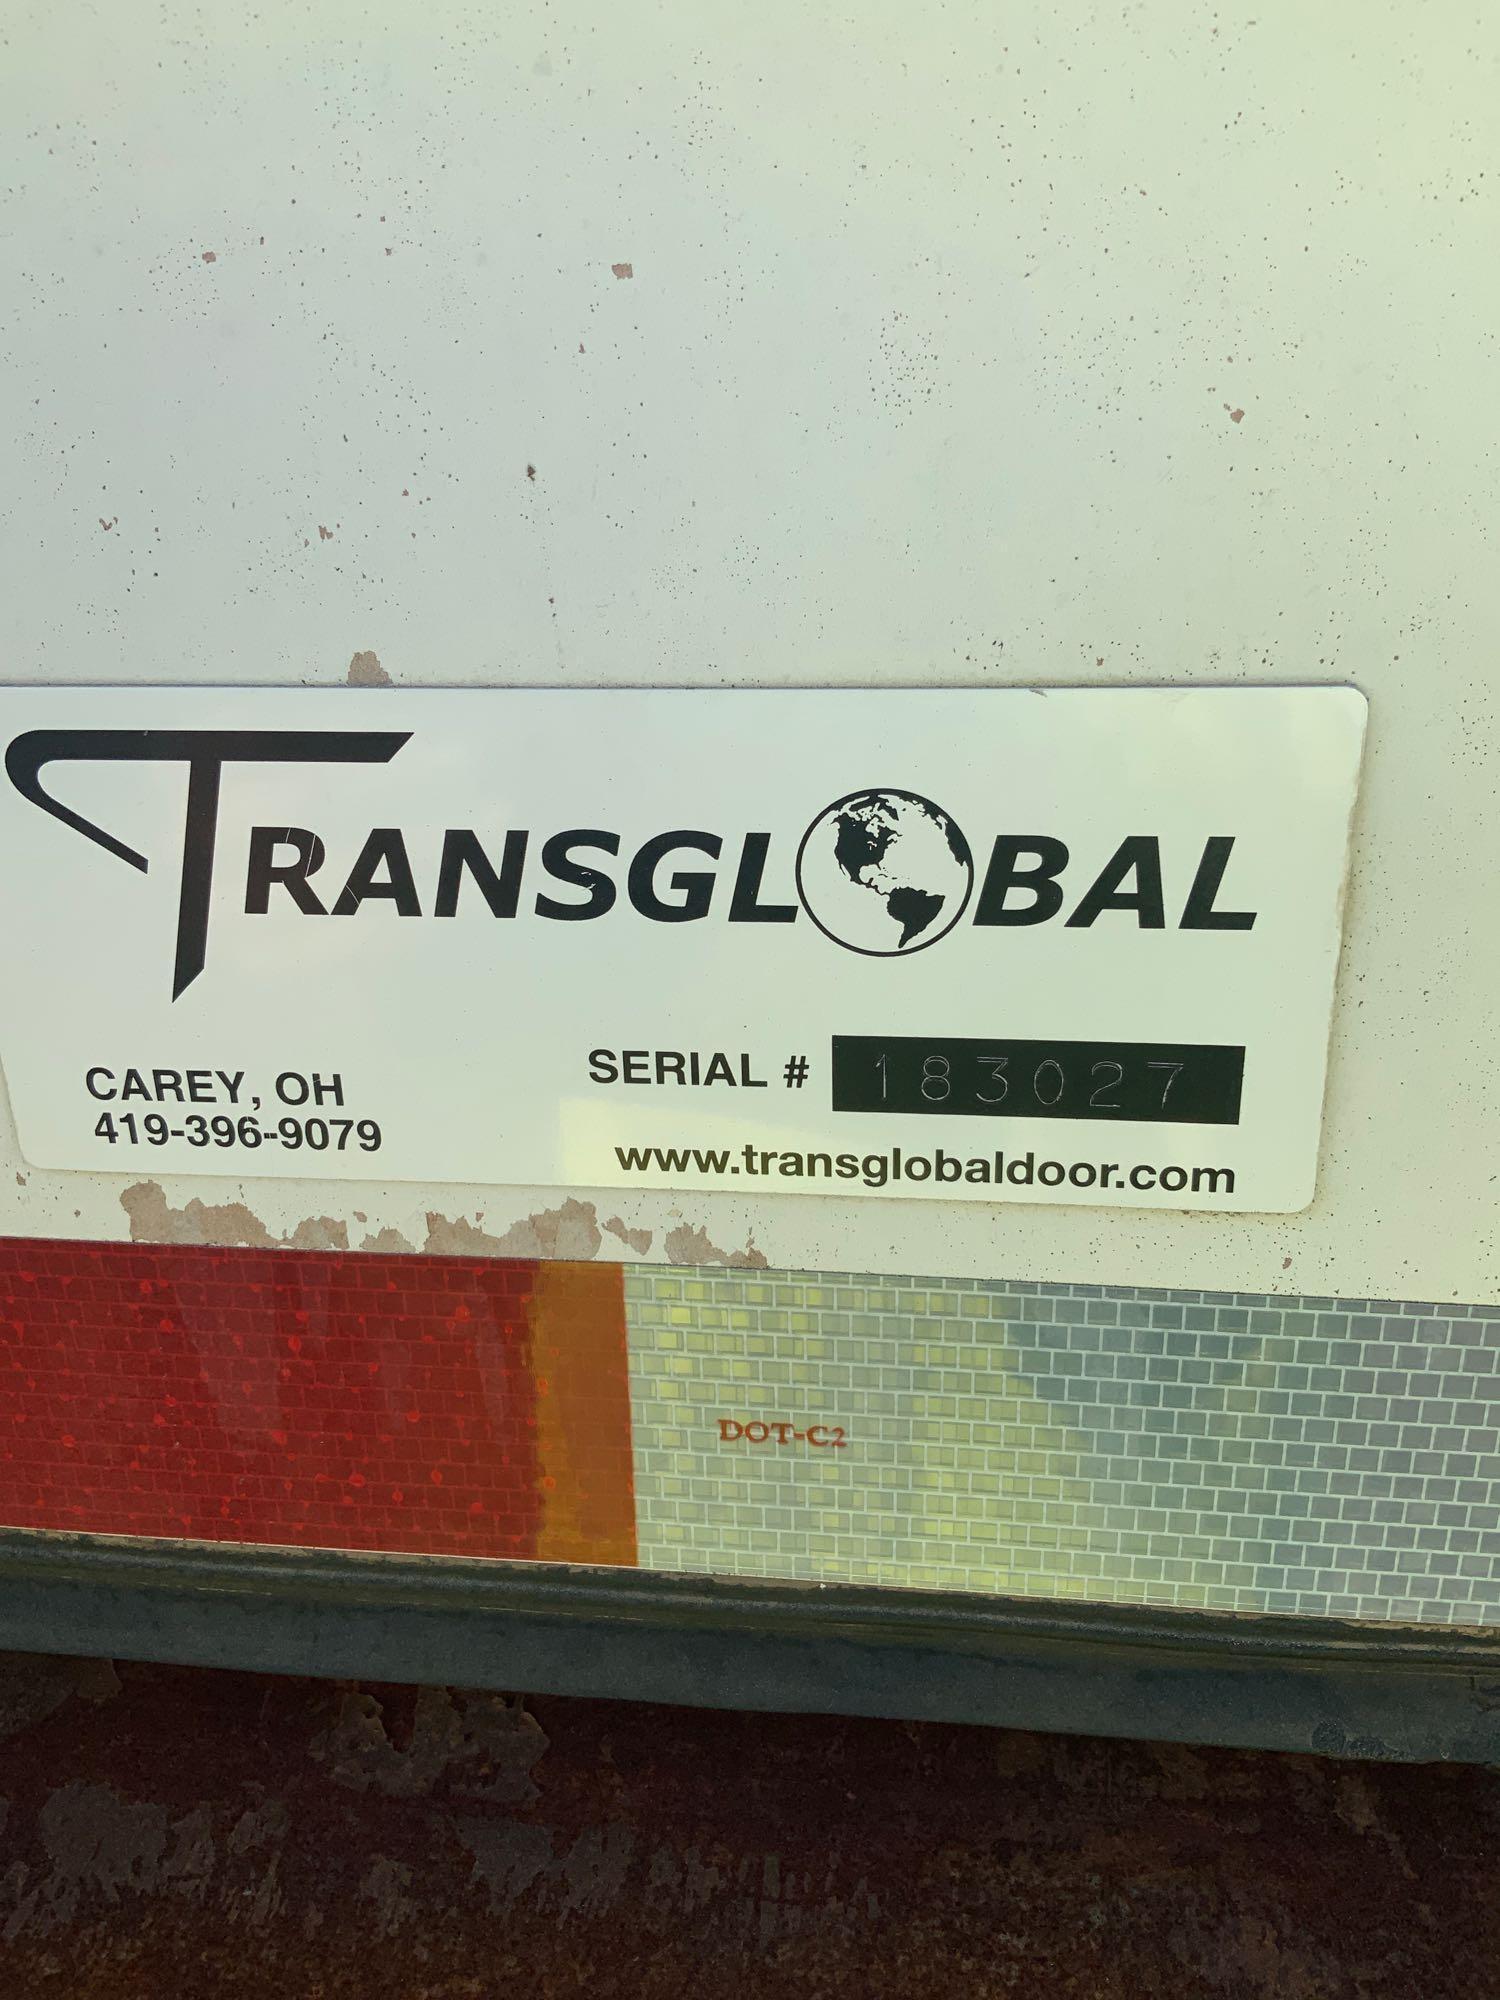 TRANSGLOBAL
CAREY, OH
419-396-9079
SERIAL # 183027
www.transglobaldoor.com
DOT-C2